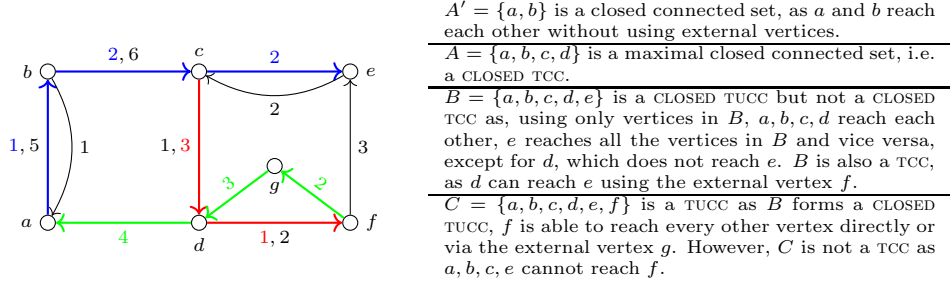 2, 6
c
2
b
e
2
1, 5
1
1, 3
3
g
3
2
a
4
d
1, 2
f
A′ = {a, b} is a closed connected set, as a and b reach
each other without using external vertices.
A = {a, b, c, d} is a maximal closed connected set, i.e.
a CLOSED TCC.
B = {a, b, c, d, e} is a CLOSED TUCC but not a CLOSED
TCC as, using only vertices in B, a, b, c, d reach each
other, e reaches all the vertices in B and vice versa,
except for d, which does not reach e. B is also a TCC,
as d can reach e using the external vertex f.
C = {a, b, c, d, e, f} is a TUCC as B forms a CLOSED
TUCC, f is able to reach every other vertex directly or
via the external vertex g. However, C is not a TCC as
a, b, c, e cannot reach f.